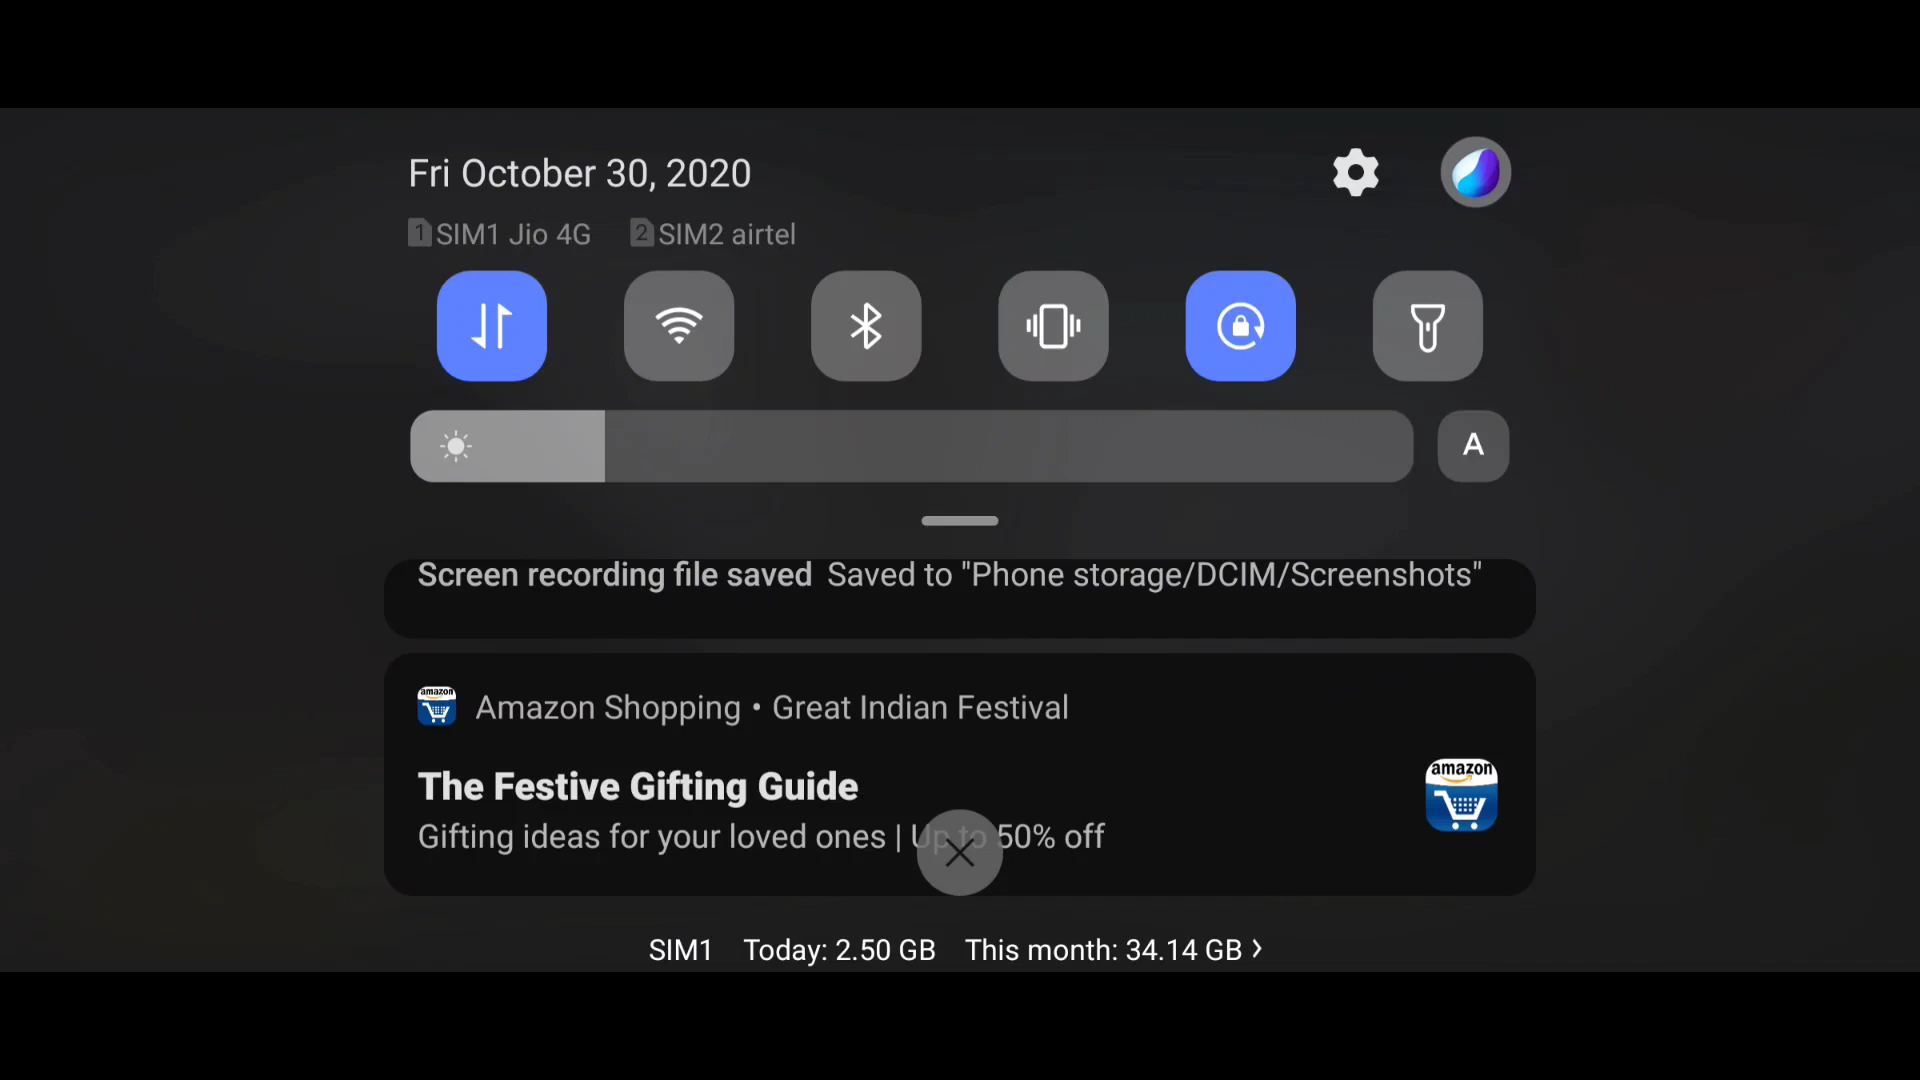 Fri October 30, 2020
1 SIM1 Jio 4G 2 SIM2 airtel
A
Screen recording file saved Saved to "Phone storage/DCIM/Screenshots"
amazon Amazon Shopping • Great Indian Festival
The Festive Gifting Guide
amazon
Gifting ideas for your loved ones | Up to 50% off
SIM1 Today: 2.50 GB This month: 34.14 GB >